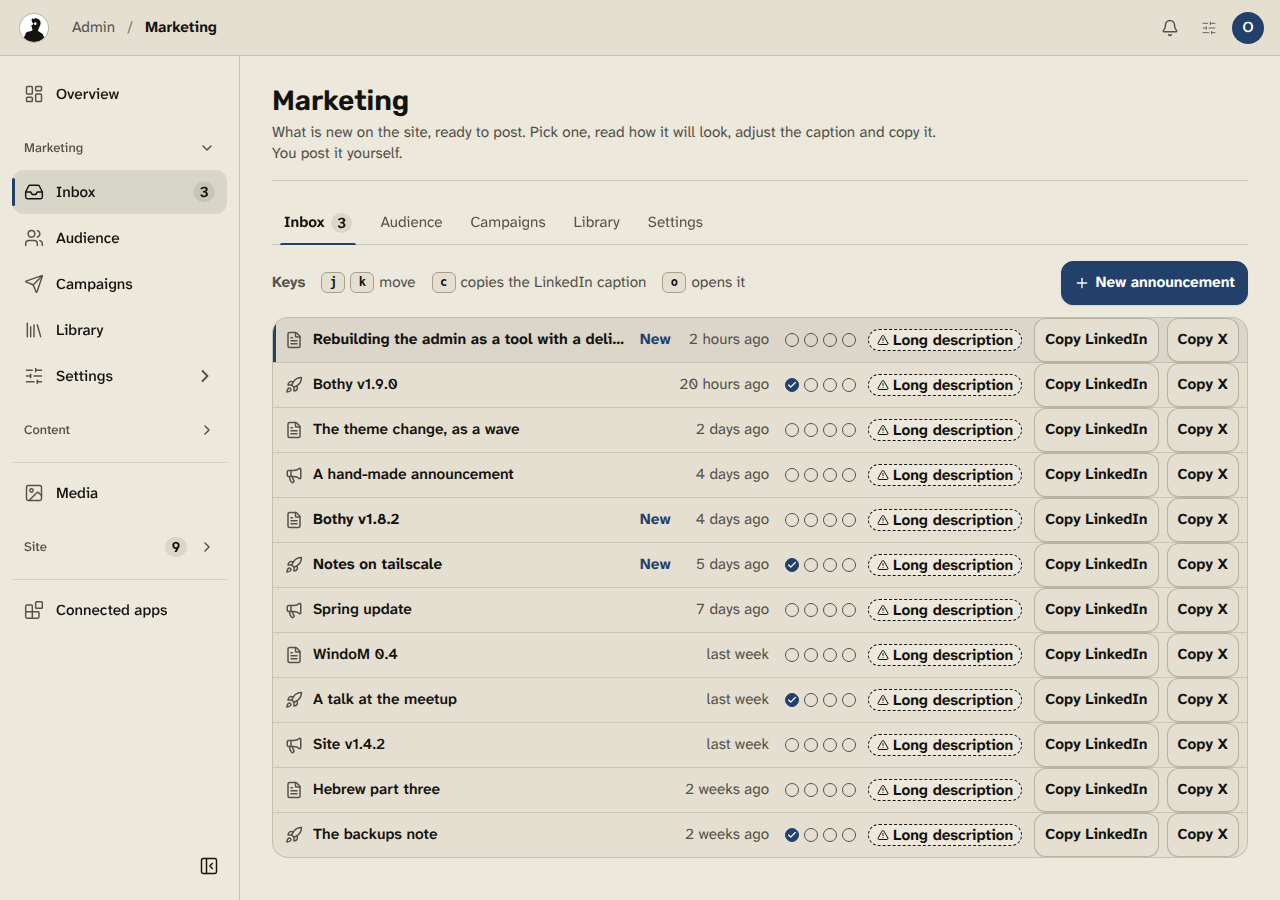 Admin / Marketing
O
Overview
Marketing
Inbox 3
Audience
Campaigns
Library
Settings
Content
Media
Site 9
Connected apps
Marketing
What is new on the site, ready to post. Pick one, read how it will look, adjust the caption and copy it.
You post it yourself.
Inbox 3 Audience Campaigns Library Settings
Keys j k move c copies the LinkedIn caption o opens it
+ New announcement
Rebuilding the admin as a tool with a deli... New 2 hours ago Long description Copy LinkedIn Copy X
Bothy v1.9.0 20 hours ago Long description Copy LinkedIn Copy X
The theme change, as a wave 2 days ago Long description Copy LinkedIn Copy X
A hand-made announcement 4 days ago Long description Copy LinkedIn Copy X
Bothy v1.8.2 New 4 days ago Long description Copy LinkedIn Copy X
Notes on tailscale New 5 days ago Long description Copy LinkedIn Copy X
Spring update 7 days ago Long description Copy LinkedIn Copy X
WindoM 0.4 last week Long description Copy LinkedIn Copy X
A talk at the meetup last week Long description Copy LinkedIn Copy X
Site v1.4.2 last week Long description Copy LinkedIn Copy X
Hebrew part three 2 weeks ago Long description Copy LinkedIn Copy X
The backups note 2 weeks ago Long description Copy LinkedIn Copy X